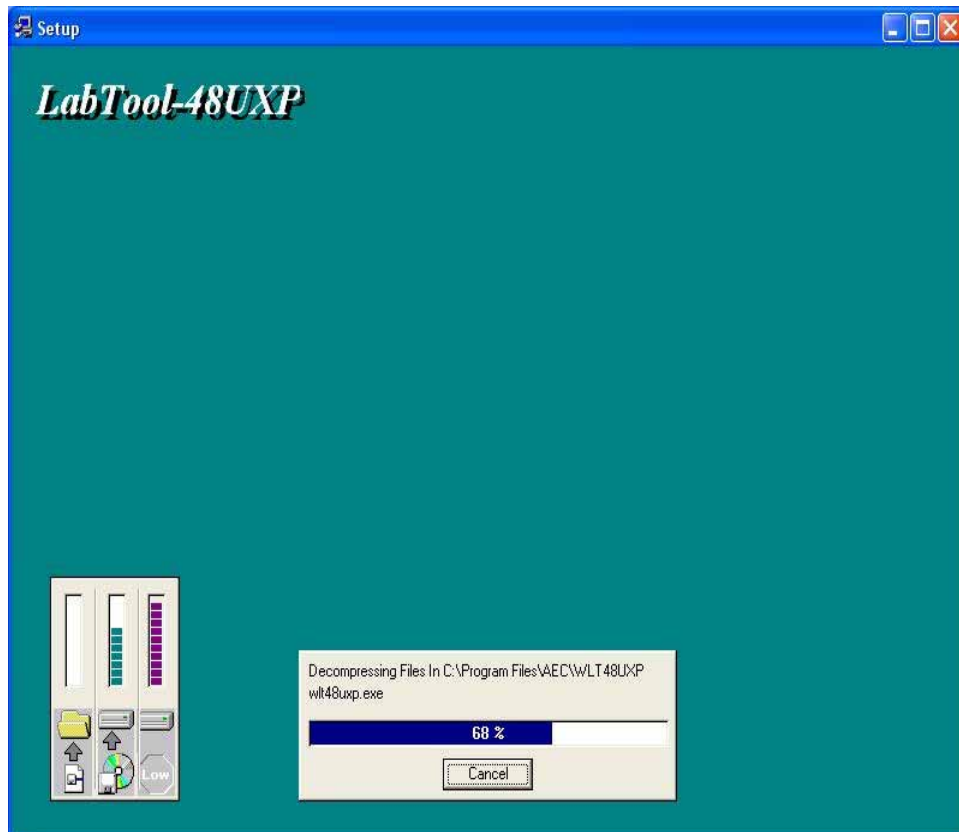 Setup
LabTool-48UXP
Decompressing Files In C:\Program Files\AEC\WLT48UXP
wlt48uxp.exe
68 %
Cancel
Low